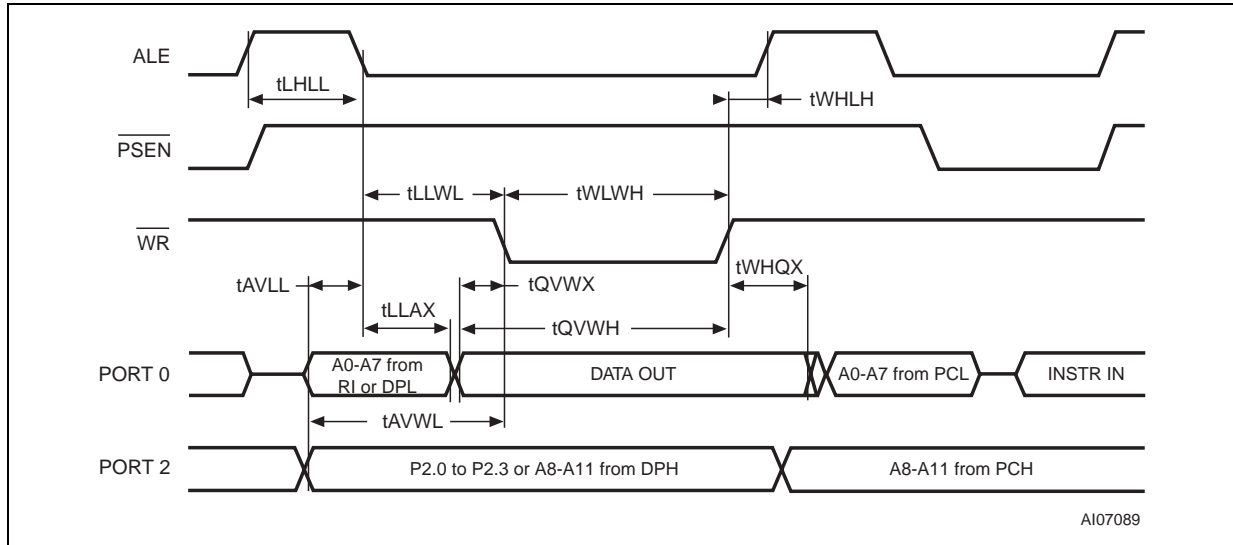 ALE
tLHLL
tWHLH
PSEN
tLLWL
tWLWH
WR
tWHQX
tAVLL
tQVWX
tLLAX
tQVWH
PORT 0
A0-A7 from
RI or DPL
DATA OUT
A0-A7 from PCL
INSTR IN
tAVWL
PORT 2
P2.0 to P2.3 or A8-A11 from DPH
A8-A11 from PCH
AI07089